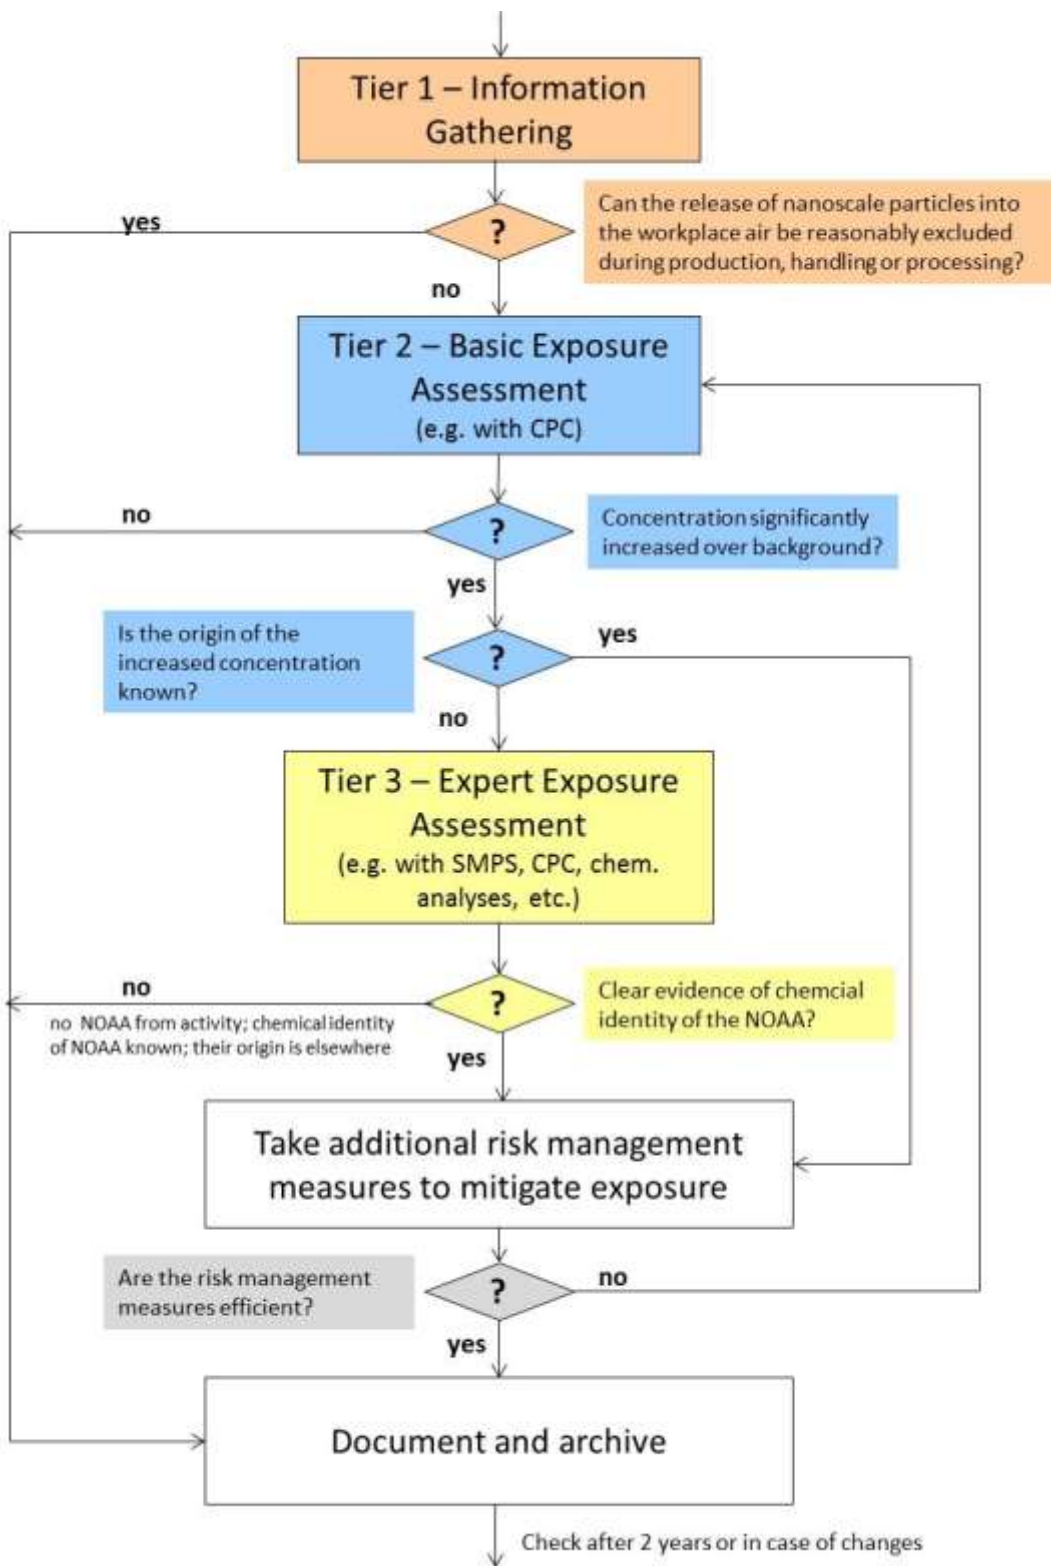 Tier 1 – Information
Gathering
yes
?
Can the release of nanoscale particles into
the workplace air be reasonably excluded
during production, handling or processing?
no
Tier 2 – Basic Exposure
Assessment
(e.g. with CPC)
no
?
Concentration significantly
increased over background?
yes
Is the origin of the
increased concentration
known?
?
yes
no
Tier 3 – Expert Exposure
Assessment
(e.g. with SMPS, CPC, chem.
analyses, etc.)
no
?
Clear evidence of chemcial
identity of the NOAA?
no NOAA from activity; chemical identity
of NOAA known; their origin is elsewhere
yes
Take additional risk management
measures to mitigate exposure
Are the risk management
measures efficient?
?
no
yes
Document and archive
Check after 2 years or in case of changes